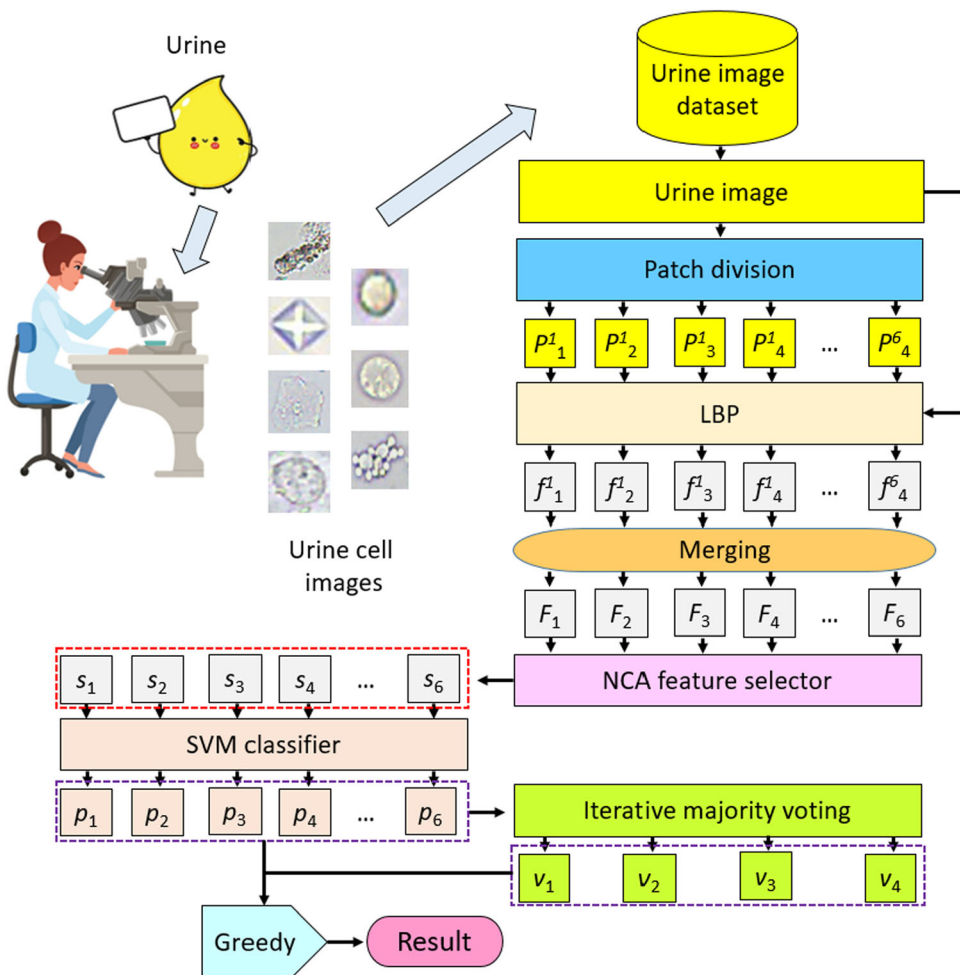 Urine
Urine image
dataset
Urine image
Patch division
P¹₁ P¹₂ P¹₃ P¹₄ ... P⁶₄
LBP
f¹₁ f¹₂ f¹₃ f¹₄ ... f⁶₄
Urine cell
images
Merging
F₁ F₂ F₃ F₄ ... F₆
NCA feature selector
s₁ s₂ s₃ s₄ ... s₆
SVM classifier
p₁ p₂ p₃ p₄ ... p₆
Iterative majority voting
v₁ v₂ v₃ v₄
Greedy
Result